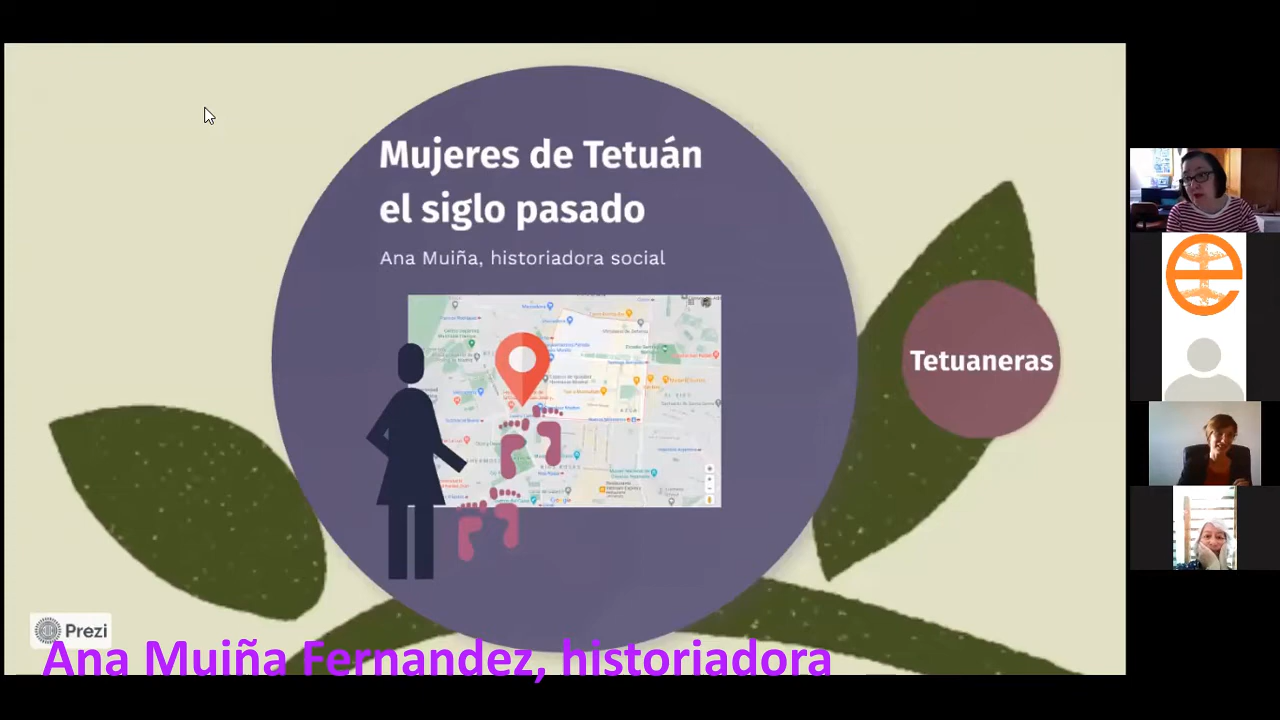 Mujeres de Tetuán
el siglo pasado
Ana Muiña, historiadora social
Tetuaneras
Prezi
Ana Muiña Fernandez, historiadora